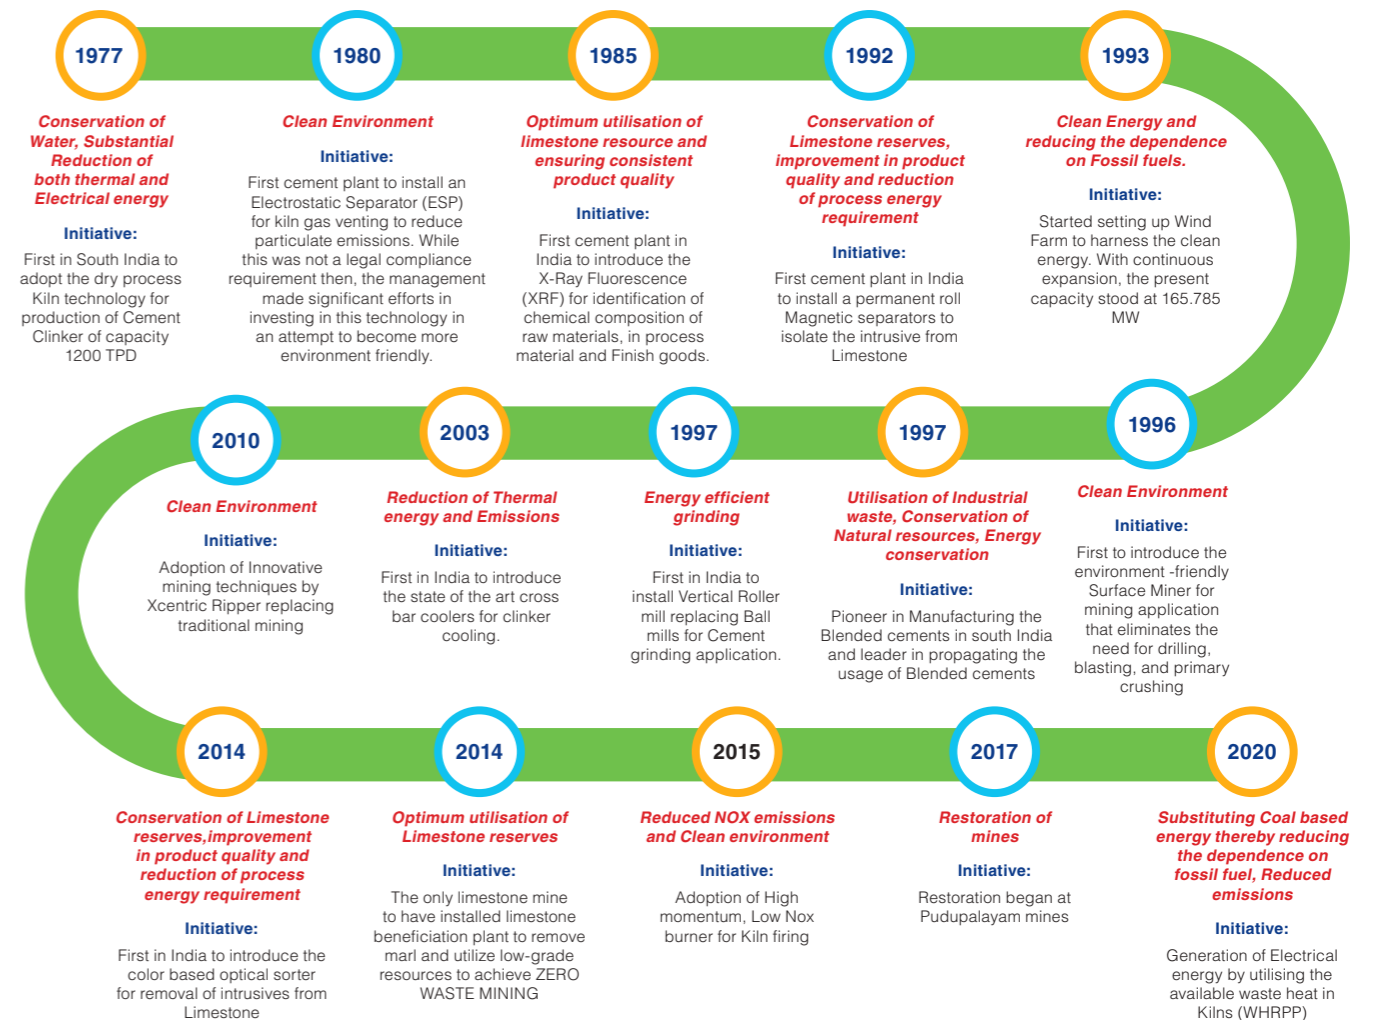 1977
Conservation of
Water, Substantial
Reduction of
both thermal and
Electrical energy
Initiative:
First in South India to
adopt the dry process
Kiln technology for
production of Cement
Clinker of capacity
1200 TPD
1980
Clean Environment
Initiative:
First cement plant to install an
Electrostatic Separator (ESP)
for kiln gas venting to reduce
particulate emissions. While
this was not a legal compliance
requirement then, the management
made significant efforts in
investing in this technology in
an attempt to become more
environment friendly.
1985
Optimum utilisation of
limestone resource and
ensuring consistent
product quality
Initiative:
First cement plant in
India to introduce the
X-Ray Fluorescence
(XRF) for identification of
chemical composition of
raw materials, in process
material and Finish goods.
1992
Conservation of
Limestone reserves,
improvement in product
quality and reduction
of process energy
requirement
Initiative:
First cement plant in India
to install a permanent roll
Magnetic separators to
isolate the intrusive from
Limestone
1993
Clean Energy and
reducing the dependence
on Fossil fuels.
Initiative:
Started setting up Wind
Farm to harness the clean
energy. With continuous
expansion, the present
capacity stood at 165.785
MW
1996
Clean Environment
Initiative:
First to introduce the
environment -friendly
Surface Miner for
mining application
that eliminates the
need for drilling,
blasting, and primary
crushing
1997
Utilisation of Industrial
waste, Conservation of
Natural resources, Energy
conservation
Initiative:
Pioneer in Manufacturing the
Blended cements in south India
and leader in propagating the
usage of Blended cements
1997
Energy efficient
grinding
Initiative:
First in India to
install Vertical Roller
mill replacing Ball
mills for Cement
grinding application.
2003
Reduction of Thermal
energy and Emissions
Initiative:
First in India to introduce
the state of the art cross
bar coolers for clinker
cooling.
2010
Clean Environment
Initiative:
Adoption of Innovative
mining techniques by
Xcentric Ripper replacing
traditional mining
2014
Conservation of Limestone
reserves,improvement
in product quality and
reduction of process
energy requirement
Initiative:
First in India to introduce the
color based optical sorter
for removal of intrusives from
Limestone
2014
Optimum utilisation of
Limestone reserves
Initiative:
The only limestone mine
to have installed limestone
beneficiation plant to remove
marl and utilize low-grade
resources to achieve ZERO
WASTE MINING
2015
Reduced NOX emissions
and Clean environment
Initiative:
Adoption of High
momentum, Low Nox
burner for Kiln firing
2017
Restoration of
mines
Initiative:
Restoration began at
Pudupalayam mines
2020
Substituting Coal based
energy thereby reducing
the dependence on
fossil fuel, Reduced
emissions
Initiative:
Generation of Electrical
energy by utilising the
available waste heat in
Kilns (WHRPP)